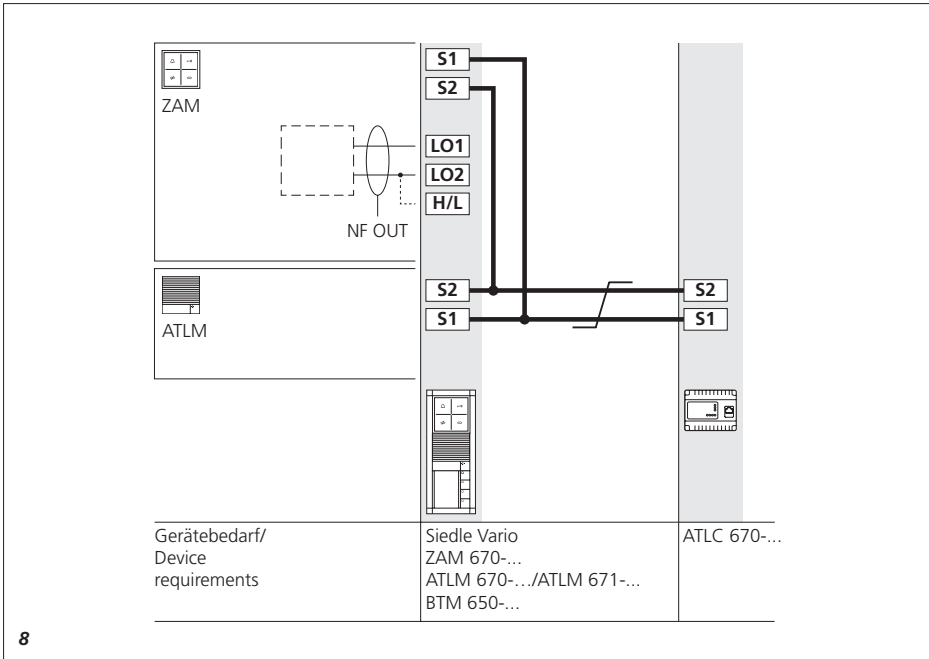 S1
ZAM
S2
LO1
LO2
H/L
NF OUT
S2
S2
ATLM
S1
S1
Gerätebedarf/
Device
requirements
Siedle Vario
ZAM 670-...
ATLM 670-.../ATLM 671-...
BTM 650-...
ATLC 670-...
8